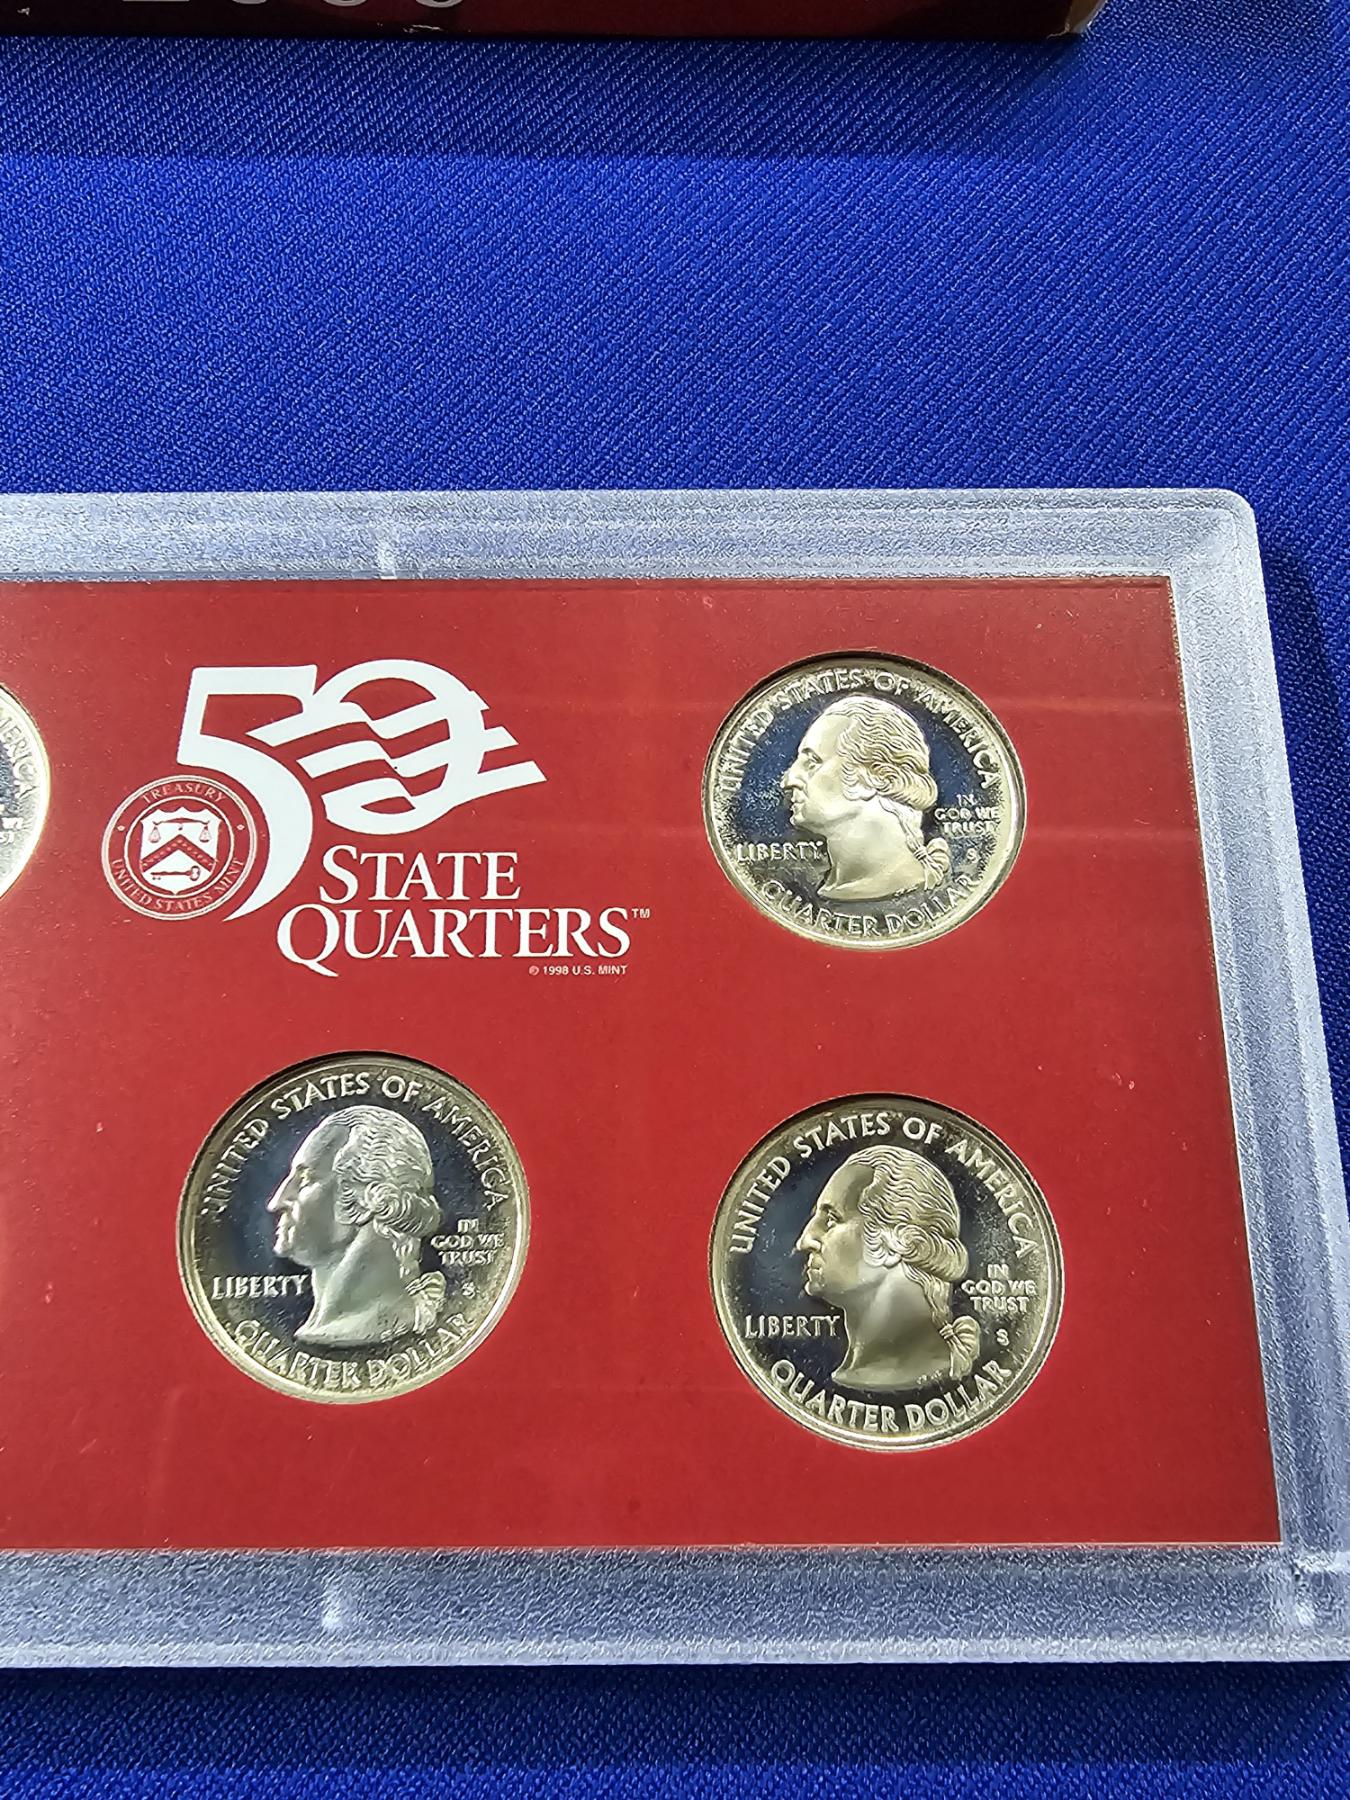 50
TREASURY
UNITED STATES MINT
STATE
QUARTERS™
© 1998 U.S. MINT
UNITED STATES OF AMERICA
IN
GOD WE
TRUST
LIBERTY
S
QUARTER DOLLAR
UNITED STATES OF AMERICA
IN
GOD WE
TRUST
LIBERTY
S
QUARTER DOLLAR
UNITED STATES OF AMERICA
IN
GOD WE
TRUST
LIBERTY
S
QUARTER DOLLAR